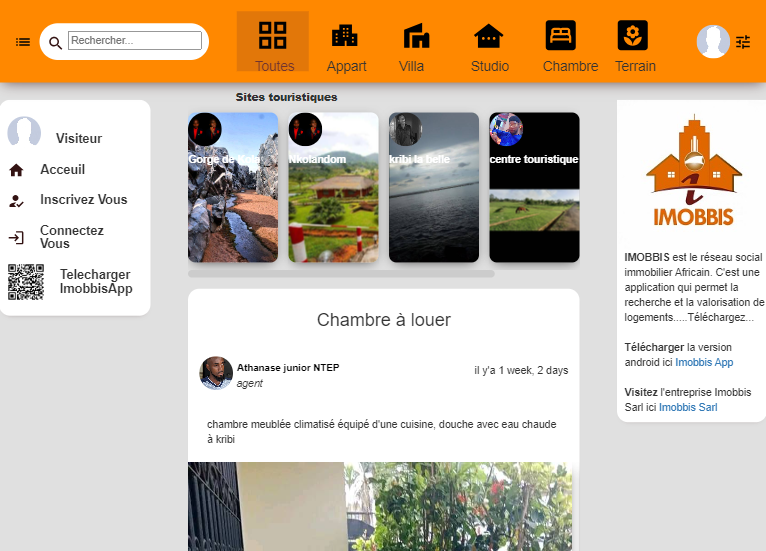 Rechercher...
Toutes
Appart
Villa
Studio
Chambre
Terrain
Visiteur
Acceuil
Inscrivez Vous
Connectez
Vous
Telecharger
ImobbisApp
Sites touristiques
Gorge de Kola
Nkolandom
kribi la belle
centre touristique
Chambre à louer
Athanase junior NTEP
agent
il y'a 1 week, 2 days
chambre meublée climatisé équipé d'une cuisine, douche avec eau chaude
à kribi
IMOBBIS
IMOBBIS est le réseau social
immobilier Africain. C'est une
application qui permet la
recherche et la valorisation de
logements.....Téléchargez...
Télécharger la version
android ici Imobbis App
Visitez l'entreprise Imobbis
Sarl ici Imobbis Sarl